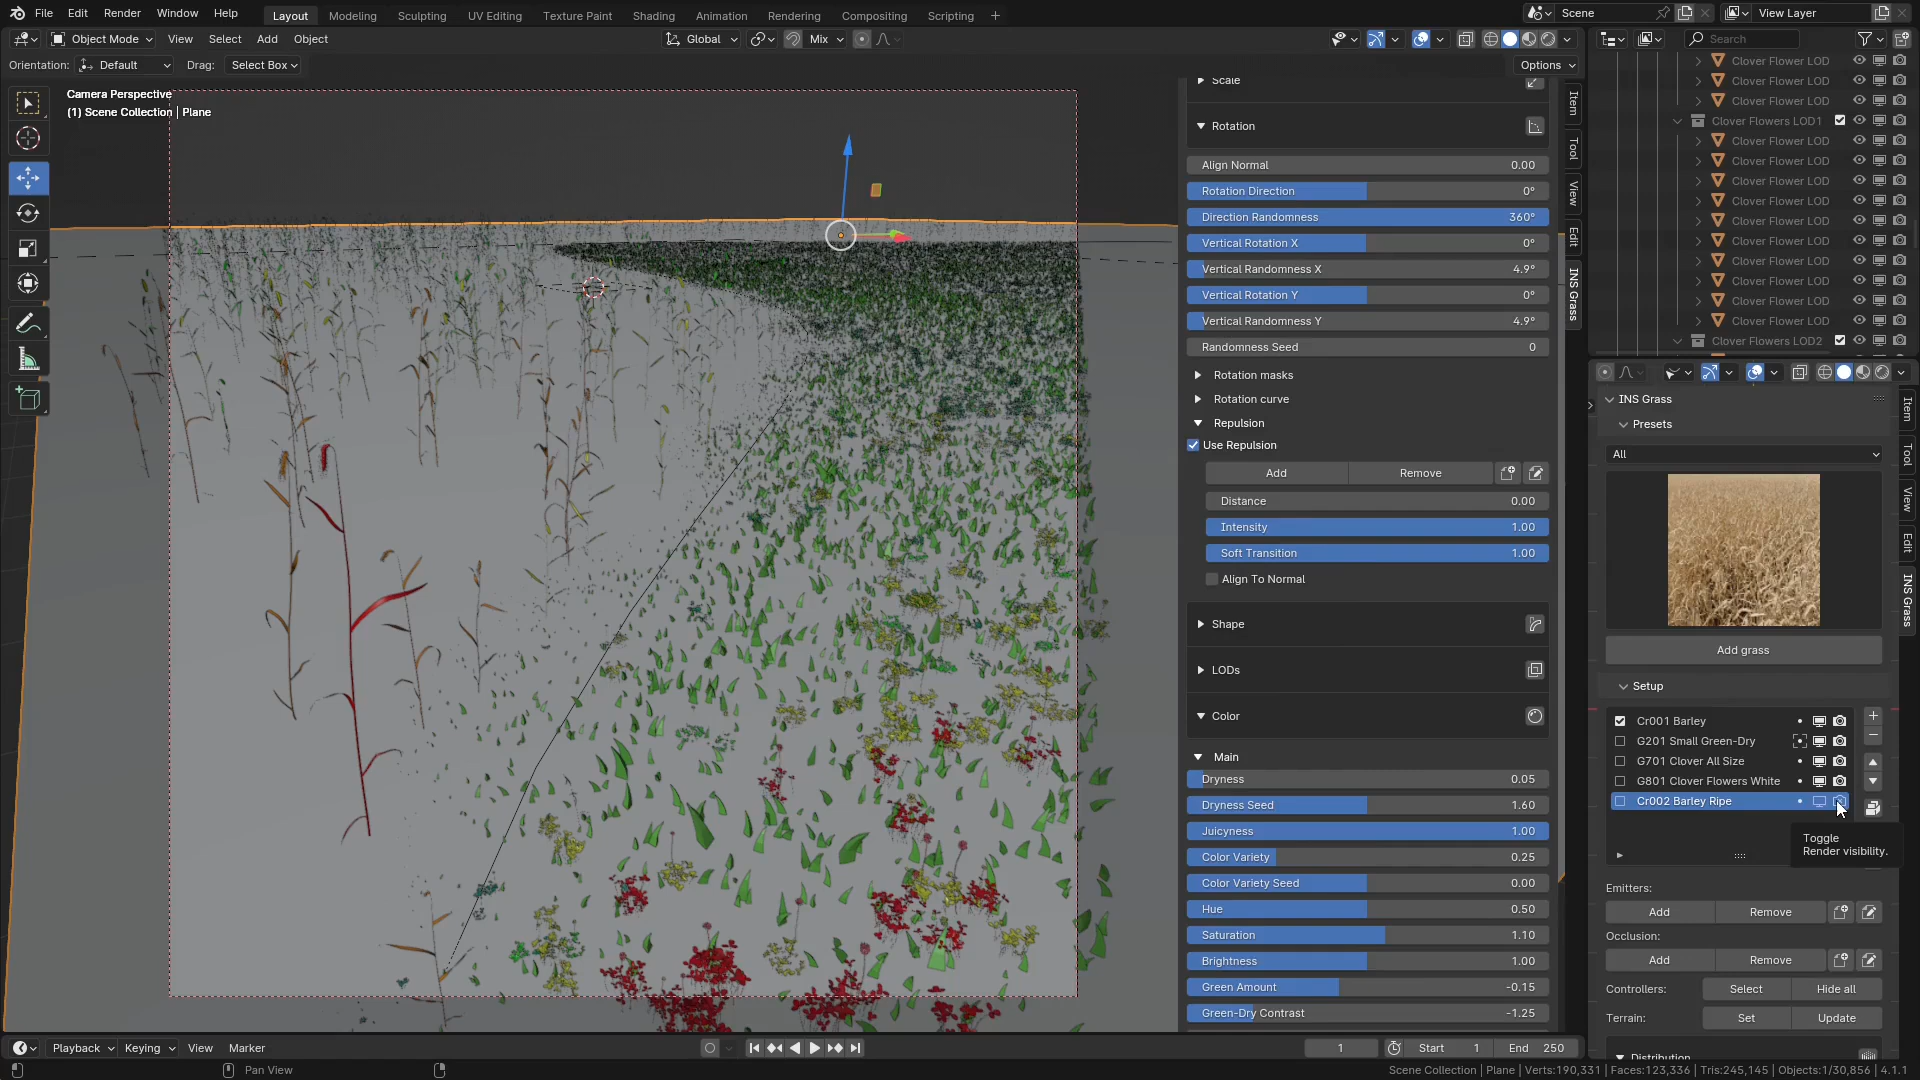 File Edit Render Window Help Layout Modeling Sculpting UV Editing Texture Paint Shading Animation Rendering Compositing Scripting + Scene View Layer
Object Mode View Select Add Object Global Mix Search
Orientation: Default Drag: Select Box Options
Camera Perspective
(1) Scene Collection | Plane
Scale
Rotation
Align Normal 0.00
Rotation Direction 0°
Direction Randomness 360°
Vertical Rotation X 0°
Vertical Randomness X 4.9°
Vertical Rotation Y 0°
Vertical Randomness Y 4.9°
Randomness Seed 0
Rotation masks
Rotation curve
Repulsion
Use Repulsion
Add Remove
Distance 0.00
Intensity 1.00
Soft Transition 1.00
Align To Normal
Shape
LODs
Color
Main
Dryness 0.05
Dryness Seed 1.60
Juicyness 1.00
Color Variety 0.25
Color Variety Seed 0.00
Hue 0.50
Saturation 1.10
Brightness 1.00
Green Amount -0.15
Green-Dry Contrast -1.25
Item
Tool
View
Edit
INS Grass
Clover Flower LOD
Clover Flower LOD
Clover Flower LOD
Clover Flowers LOD1
Clover Flower LOD
Clover Flower LOD
Clover Flower LOD
Clover Flower LOD
Clover Flower LOD
Clover Flower LOD
Clover Flower LOD
Clover Flower LOD
Clover Flower LOD
Clover Flower LOD
Clover Flowers LOD2
INS Grass
Presets
All
Add grass
Setup
Cr001 Barley
G201 Small Green-Dry
G701 Clover All Size
G801 Clover Flowers White
Cr002 Barley Ripe
Toggle
Render visibility.
Emitters:
Add Remove
Occlusion:
Add Remove
Controllers: Select Hide all
Terrain: Set Update
Distribution
Item
Tool
View
Edit
INS Grass
Playback Keying View Marker 1 Start 1 End 250
Pan View Scene Collection | Plane | Verts:190,331 | Faces:123,336 | Tris:245,145 | Objects:1/30,856 | 4.1.1